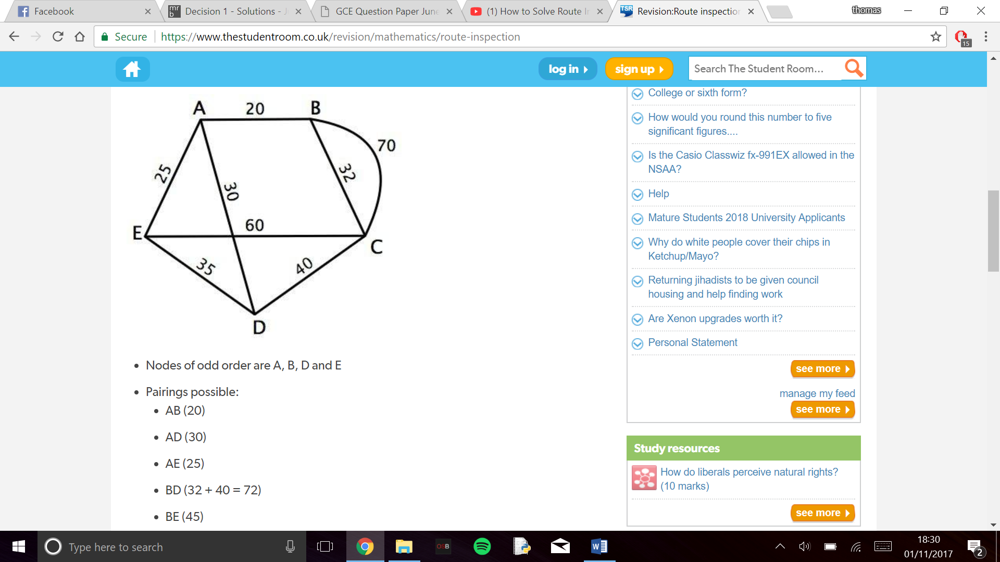 Facebook
Decision 1 - Solutions - J
GCE Question Paper June
(1) How to Solve Route In
Revision:Route inspection
thomas
Secure
https://www.thestudentroom.co.uk/revision/mathematics/route-inspection
15
log in
sign up
Search The Student Room...
A
20
B
70
25
30
32
E
60
C
35
40
D
• Nodes of odd order are A, B, D and E
• Pairings possible:
• AB (20)
• AD (30)
• AE (25)
• BD (32 + 40 = 72)
• BE (45)
College or sixth form?
How would you round this number to five
significant figures....
Is the Casio Classwiz fx-991EX allowed in the
NSAA?
Help
Mature Students 2018 University Applicants
Why do white people cover their chips in
Ketchup/Mayo?
Returning jihadists to be given council
housing and help finding work
Are Xenon upgrades worth it?
Personal Statement
see more
manage my feed
see more
Study resources
How do liberals perceive natural rights?
(10 marks)
see more
Type here to search
OSB
18:30
01/11/2017
2